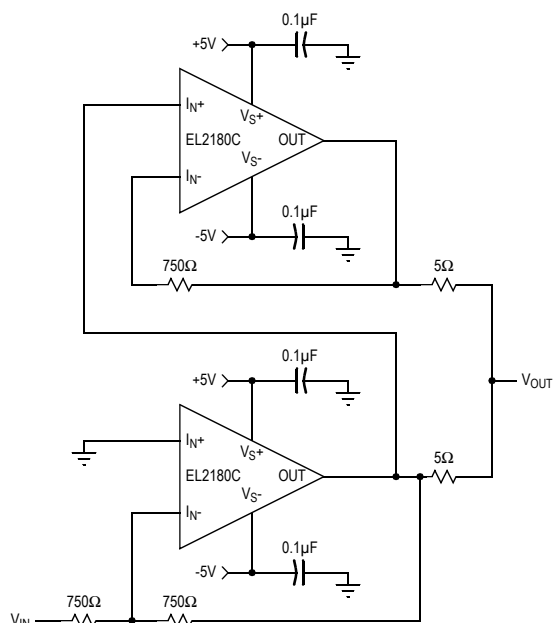 0.1µF
+5V
IN+
VS+
EL2180C OUT
VS-
IN-
0.1µF
-5V
750Ω
5Ω
VOUT
0.1µF
+5V
IN+
VS+
5Ω
EL2180C OUT
VS-
IN-
0.1µF
-5V
750Ω
750Ω
VIN